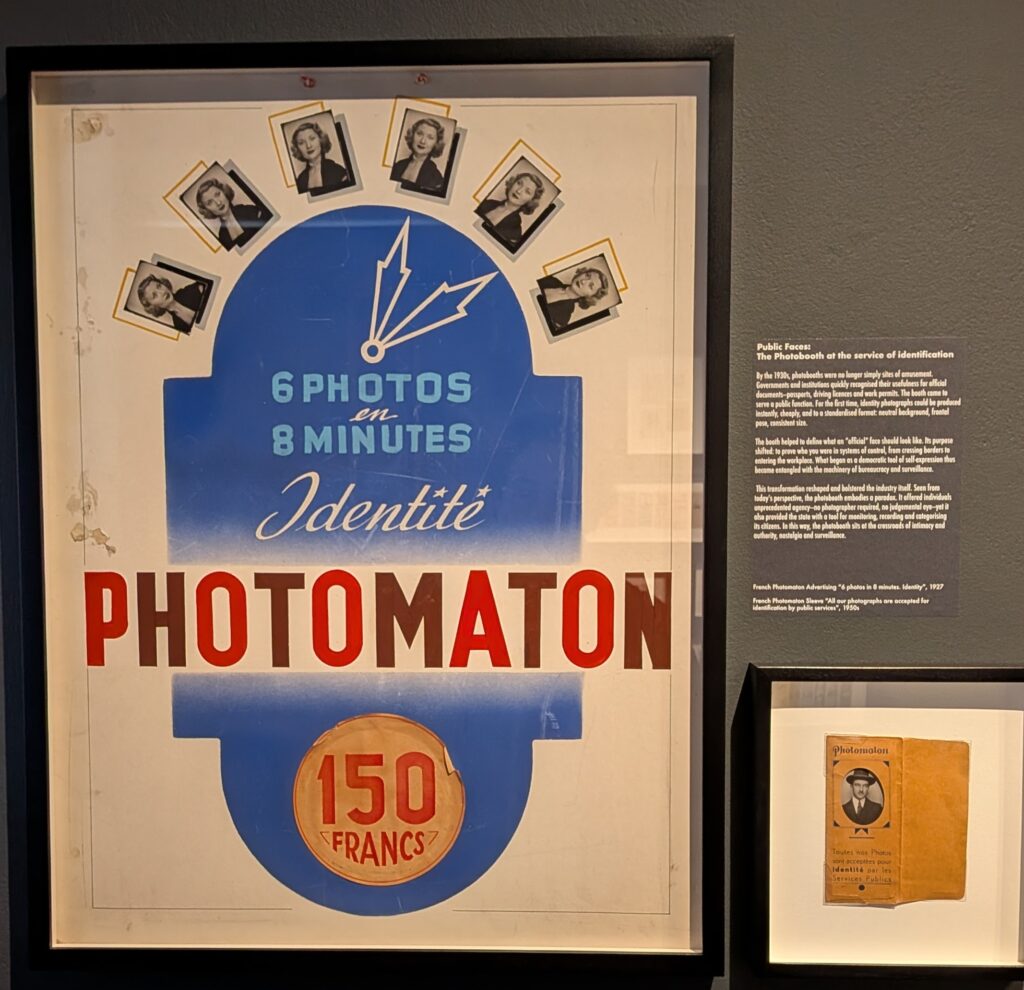 6 PHOTOS
en
8 MINUTES
Identité
PHOTOMATON
150
FRANCS
Public Faces:
The Photobooth at the service of identification
By the 1930s, photobooths were no longer simply sites of amusement.
Governments and institutions quickly recognised their usefulness for official
documents—passports, driving licences and work permits. The booth came to
serve a public function. For the first time, identity photographs could be produced
instantly, cheaply, and to a standardised format: neutral background, frontal
pose, consistent size.
The booth helped to define what an "official" face should look like. Its purpose
shifted: to prove who you were in systems of control, from crossing borders to
entering the workplace. What began as a democratic tool of self-expression thus
became entangled with the machinery of bureaucracy and surveillance.
This transformation reshaped and bolstered the industry itself. Seen from
today's perspective, the photobooth embodies a paradox. It offered individuals
unprecedented agency—no photographer required, no judgemental eye—yet it
also provided the state with a tool for monitoring, recording and categorising
its citizens. In this way, the photobooth sits at the crossroads of intimacy and
authority, nostalgia and surveillance.
French Photomaton Advertising "6 photos in 8 minutes. Identity", 1937
French Photomaton Sleeve "All our photographs are accepted for
identification by public services", 1950s
Photomaton
Toutes nos Photos
sont acceptées pour
Identité par les
Services Publics